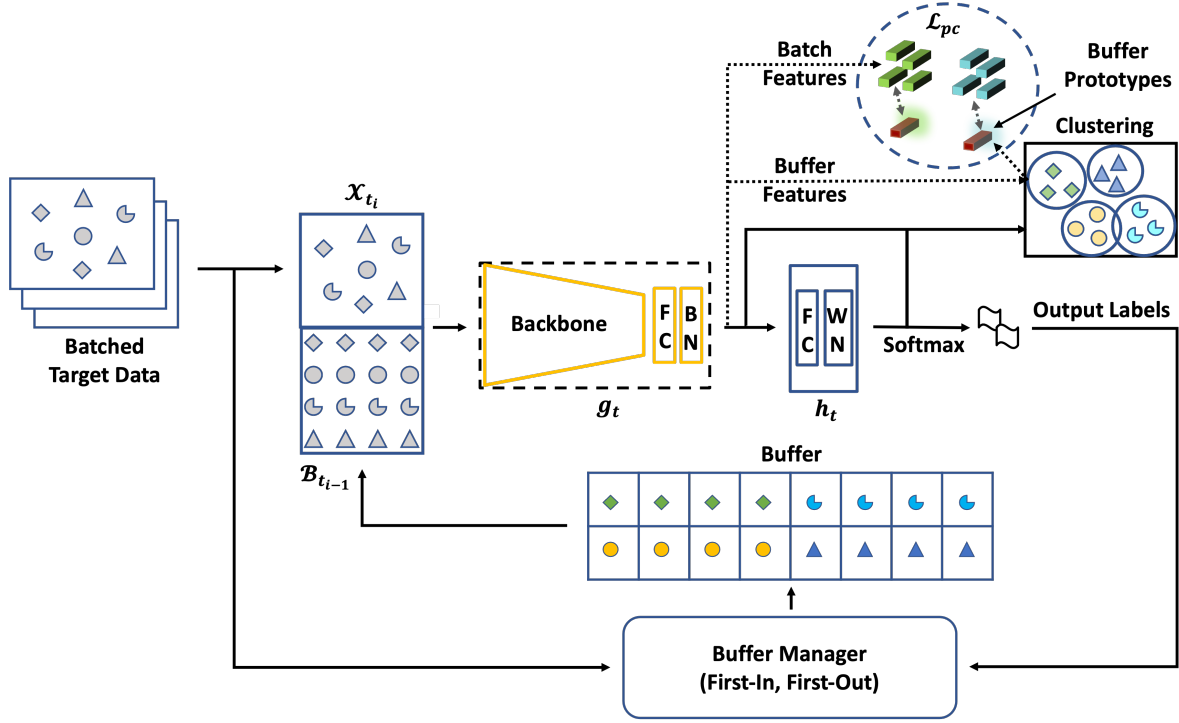 ℒ_pc
Batch
Features
Buffer
Prototypes
Clustering
Buffer
Features
𝒳_{t_i}
Batched
Target Data
Backbone
F
C
B
N
g_t
F
C
W
N
h_t
Softmax
Output Labels
ℬ_{t_{i−1}}
Buffer
Buffer Manager
(First-In, First-Out)